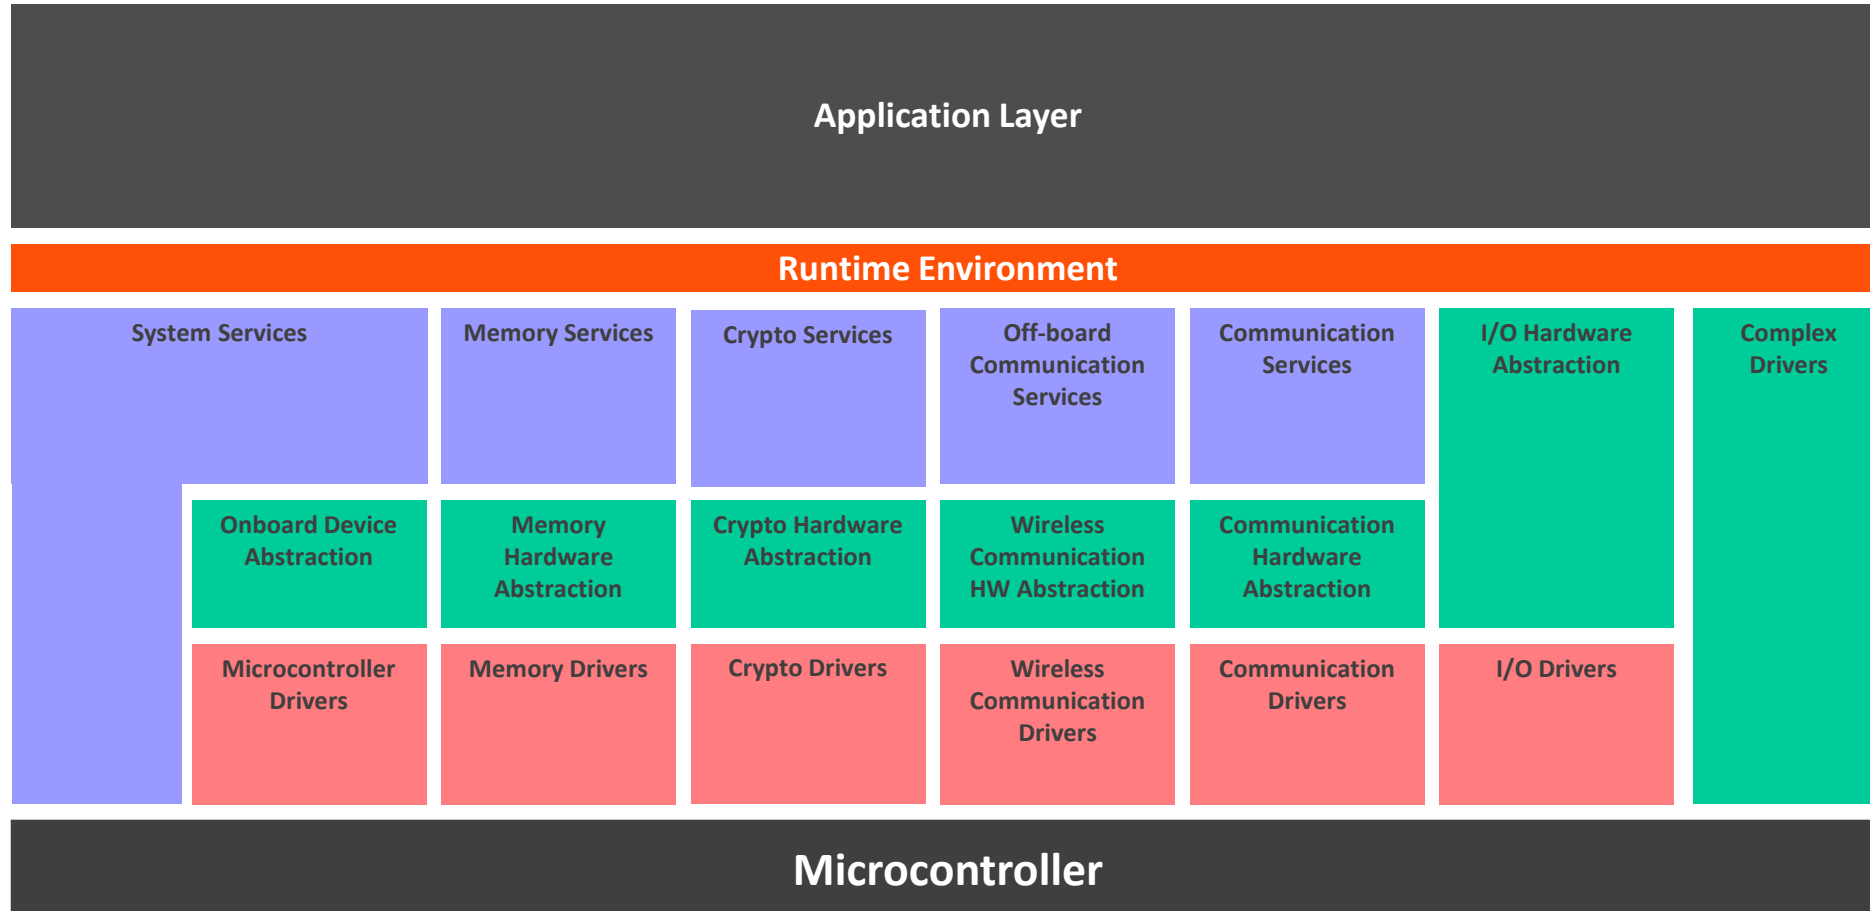 Application Layer
Runtime Environment
System Services
Memory Services
Crypto Services
Off-board
Communication
Services
Communication
Services
I/O Hardware
Abstraction
Complex
Drivers
Onboard Device
Abstraction
Memory
Hardware
Abstraction
Crypto Hardware
Abstraction
Wireless
Communication
HW Abstraction
Communication
Hardware
Abstraction
Microcontroller
Drivers
Memory Drivers
Crypto Drivers
Wireless
Communication
Drivers
Communication
Drivers
I/O Drivers
Microcontroller